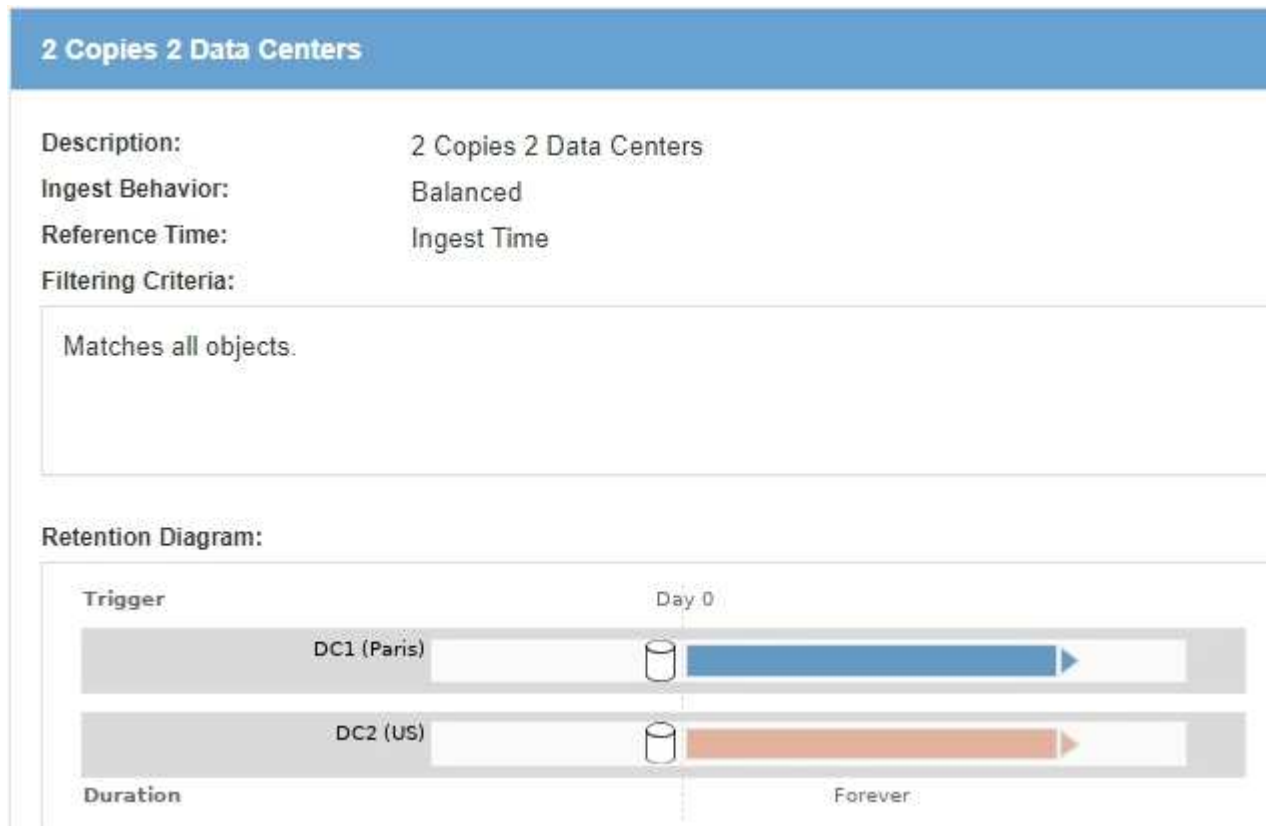 2 Copies 2 Data Centers
Description: 2 Copies 2 Data Centers
Ingest Behavior: Balanced
Reference Time: Ingest Time
Filtering Criteria:
Matches all objects.
Retention Diagram:
Trigger Day 0
DC1 (Paris)
DC2 (US)
Duration Forever